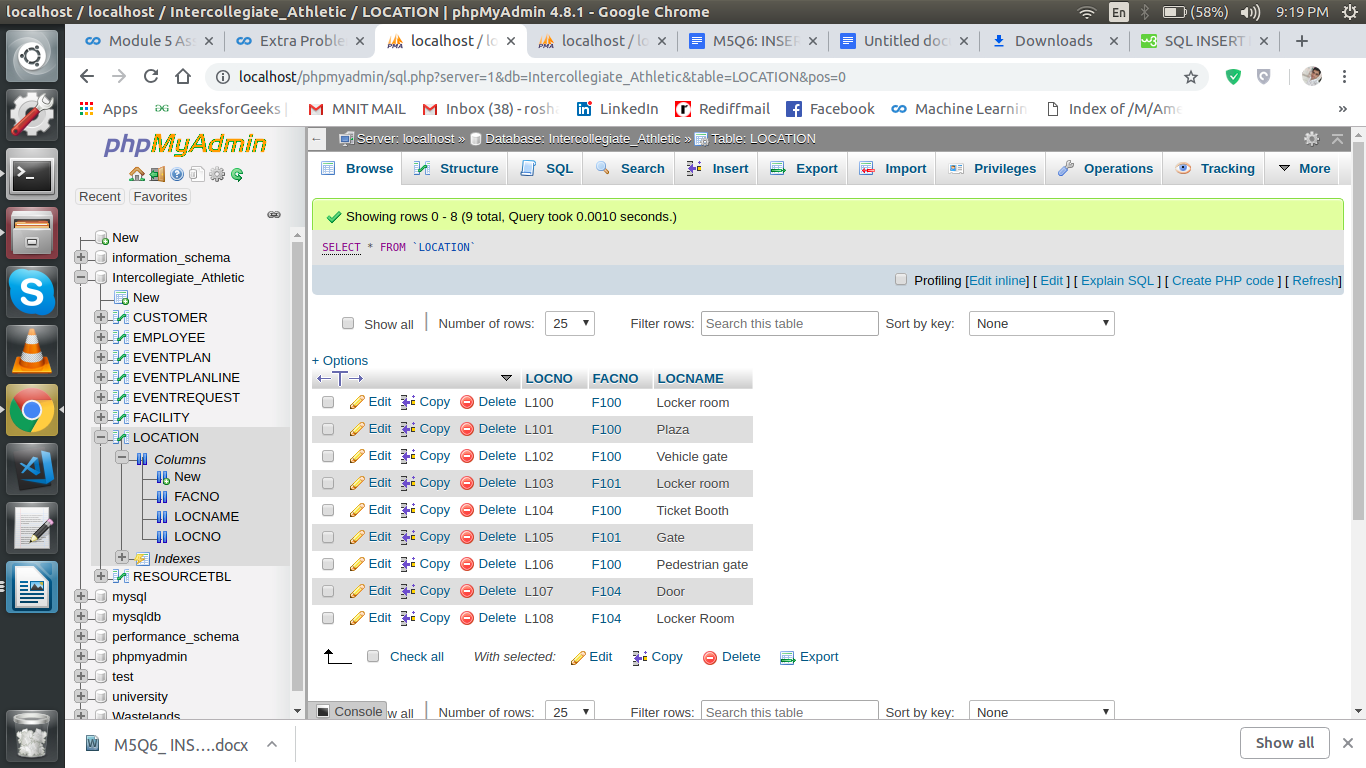 localhost / localhost / Intercollegiate_Athletic / LOCATION | phpMyAdmin 4.8.1 - Google Chrome En (58%) 9:19 PM
Module 5 As Extra Proble localhost / lo localhost / lo M5Q6: INSER Untitled doc Downloads SQL INSERT
localhost/phpmyadmin/sql.php?server=1&db=Intercollegiate_Athletic&table=LOCATION&pos=0
Apps GeeksforGeeks | MNIT MAIL Inbox (38) - rosh LinkedIn Rediffmail Facebook Machine Learnin Index of /M/Ame »
phpMyAdmin
Recent Favorites
New
information_schema
Intercollegiate_Athletic
New
CUSTOMER
EMPLOYEE
EVENTPLAN
EVENTPLANLINE
EVENTREQUEST
FACILITY
LOCATION
Columns
New
FACNO
LOCNAME
LOCNO
Indexes
RESOURCETBL
mysql
mysqldb
performance_schema
phpmyadmin
test
university
Wastelands
Server: localhost » Database: Intercollegiate_Athletic » Table: LOCATION
Browse Structure SQL Search Insert Export Import Privileges Operations Tracking More
Showing rows 0 - 8 (9 total, Query took 0.0010 seconds.)
SELECT * FROM `LOCATION`
Profiling [Edit inline] [ Edit ] [ Explain SQL ] [ Create PHP code ] [ Refresh]
Show all | Number of rows: 25 Filter rows: Search this table Sort by key: None
+ Options
←T→ LOCNO FACNO LOCNAME
Edit Copy Delete L100 F100 Locker room
Edit Copy Delete L101 F100 Plaza
Edit Copy Delete L102 F100 Vehicle gate
Edit Copy Delete L103 F101 Locker room
Edit Copy Delete L104 F100 Ticket Booth
Edit Copy Delete L105 F101 Gate
Edit Copy Delete L106 F100 Pedestrian gate
Edit Copy Delete L107 F104 Door
Edit Copy Delete L108 F104 Locker Room
Check all With selected: Edit Copy Delete Export
Console w all | Number of rows: 25 Filter rows: Search this table Sort by key: None
M5Q6_ INS....docx Show all